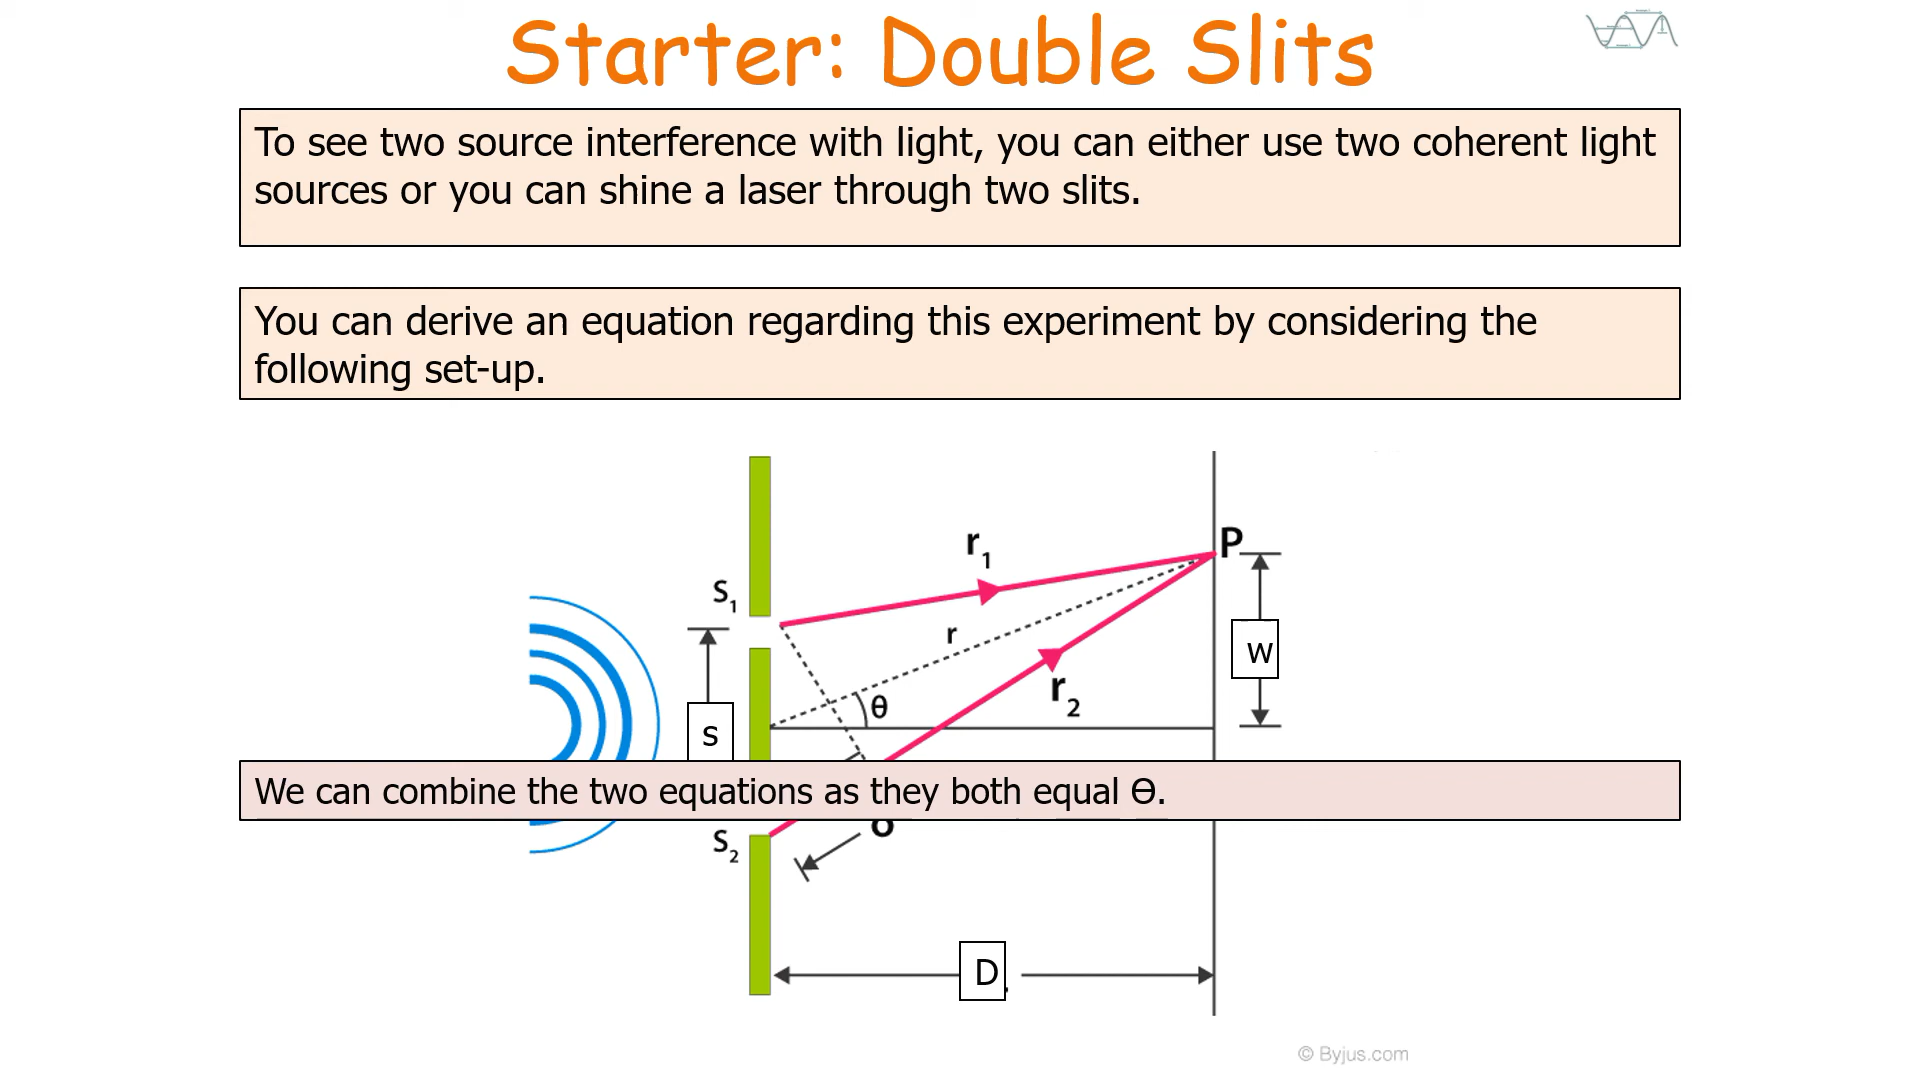 Starter: Double Slits
To see two source interference with light, you can either use two coherent light
sources or you can shine a laser through two slits.
You can derive an equation regarding this experiment by considering the
following set-up.
P
r1
S1
r
w
θ
r2
s
We can combine the two equations as they both equal Ө.
S2
D
© Byjus.com